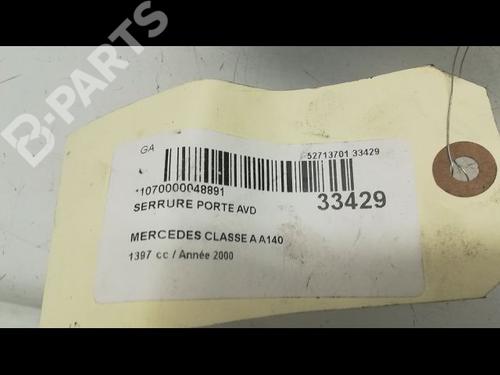 B-PARTS
GA
52713701 33429
*1070000048891
33429
SERRURE PORTE AVD
MERCEDES CLASSE A A140
1397 cc / Année 2000